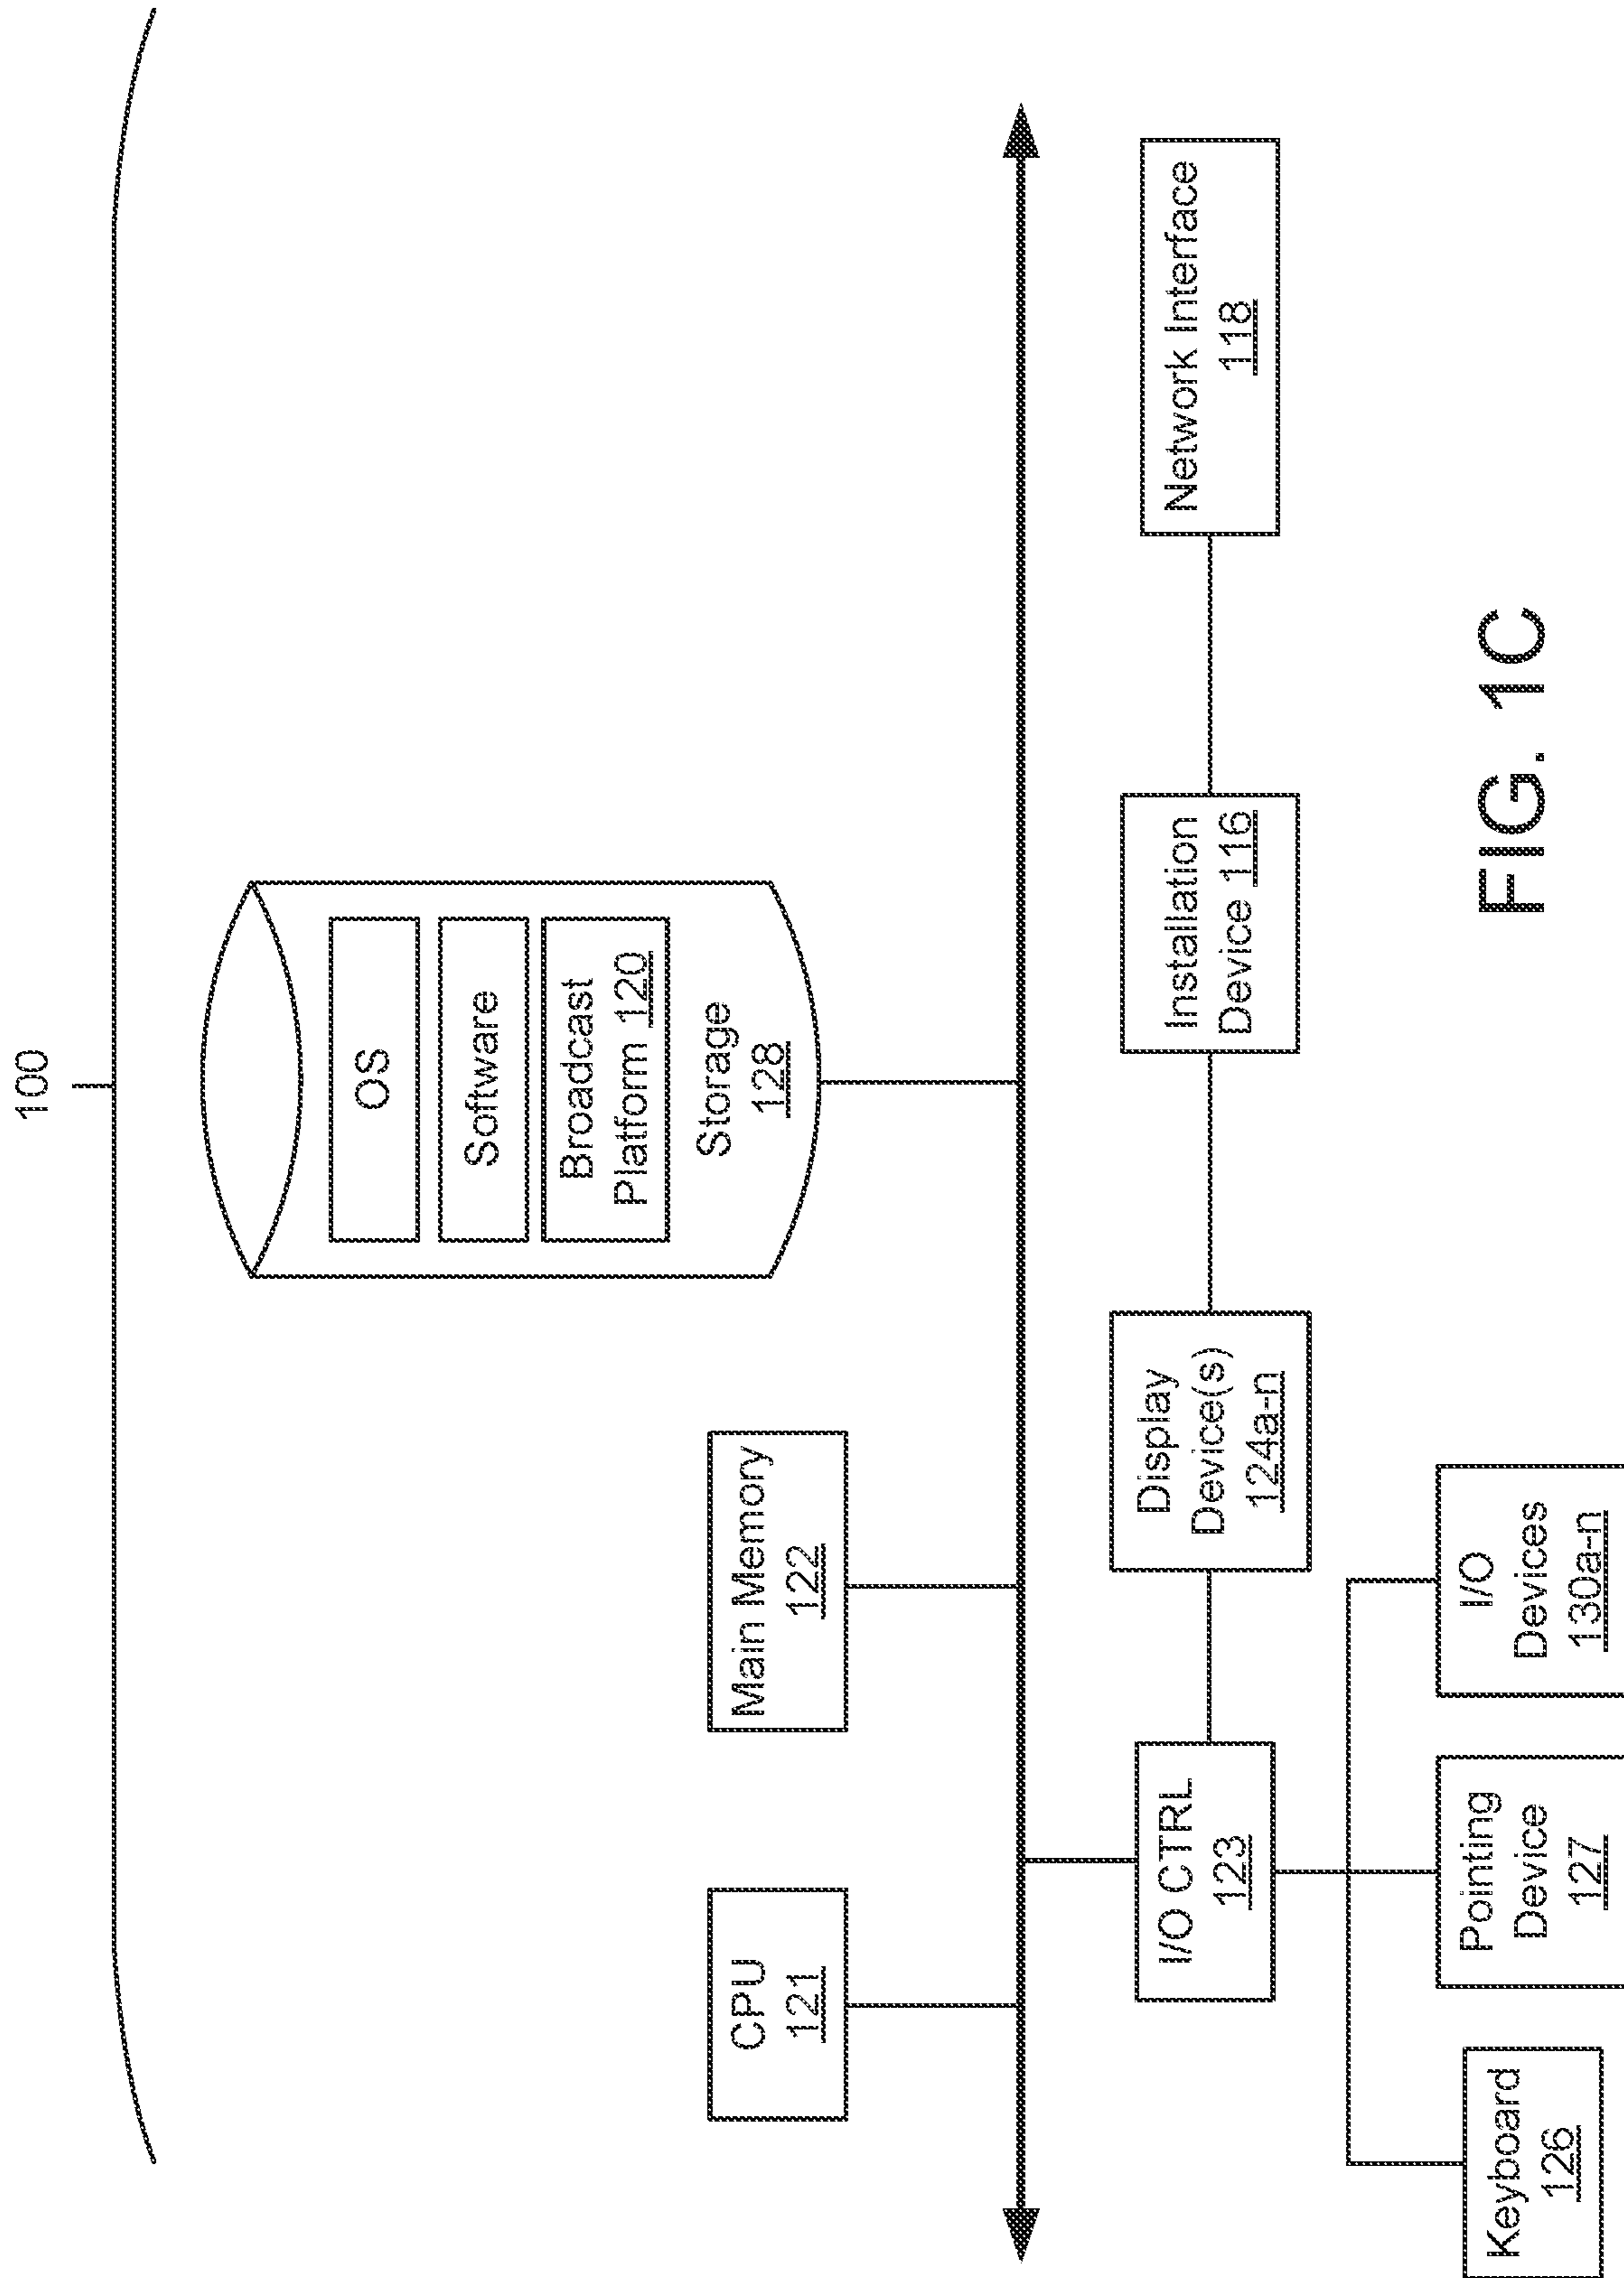 100
OS
Software
Broadcast
Platform 120
Storage
128
CPU
121
Main Memory
122
I/O CTRL
123
Display
Device(s)
124a-n
Installation
Device 116
Network Interface
118
Keyboard
126
Pointing
Device
127
I/O
Devices
130a-n
FIG. 1C